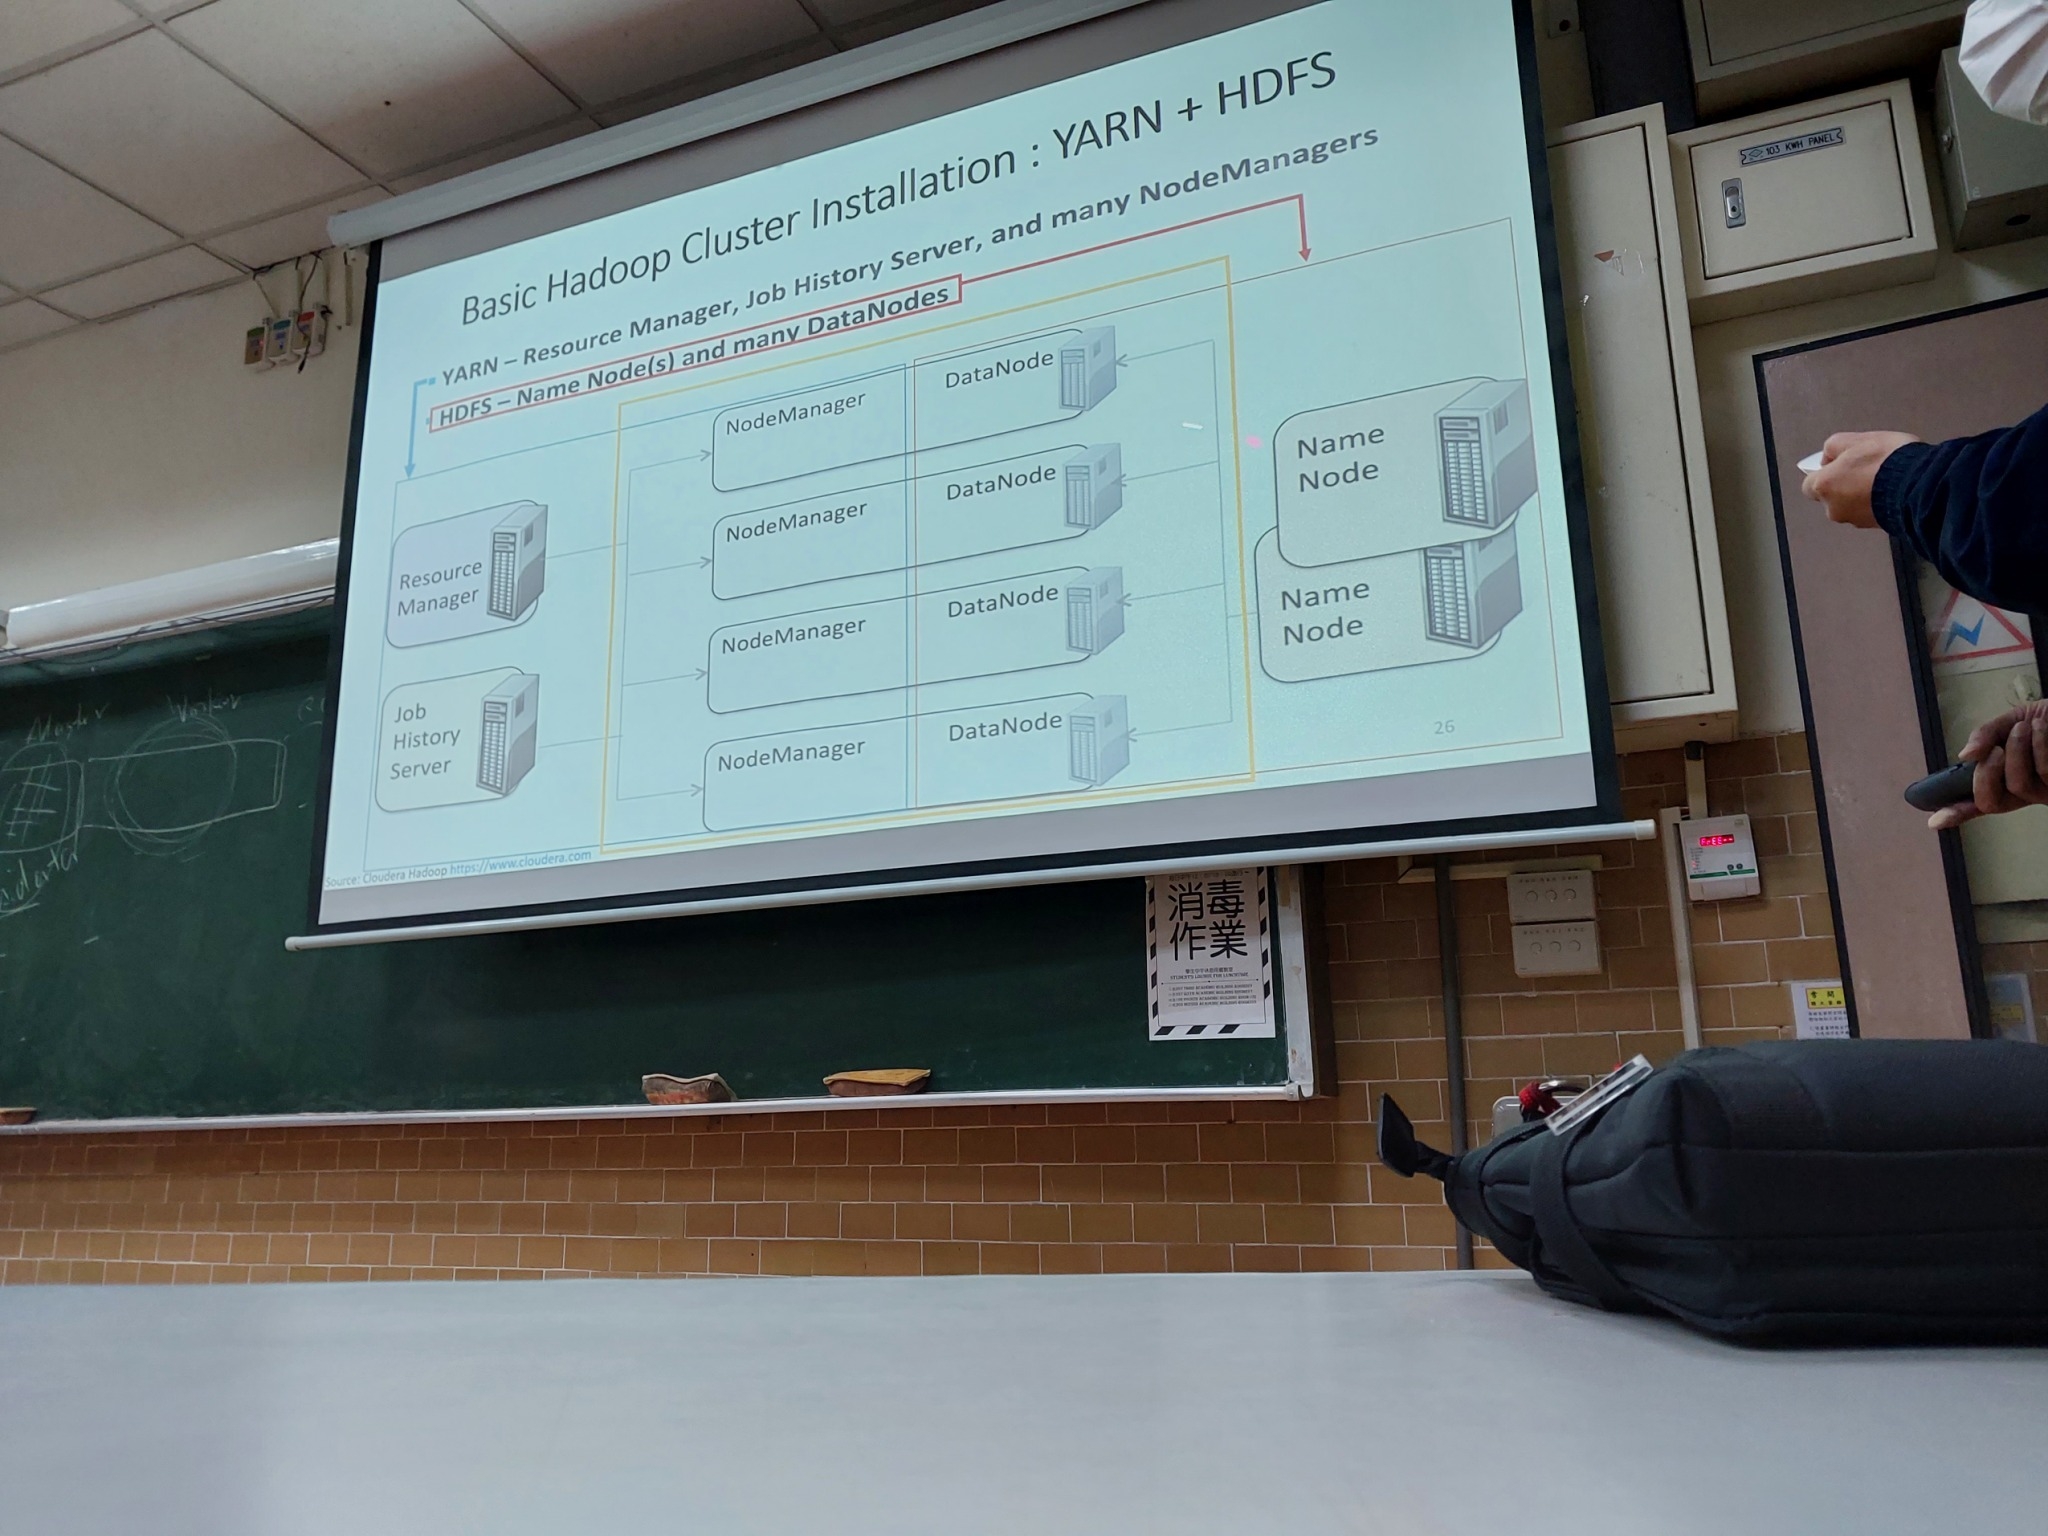 Basic Hadoop Cluster Installation : YARN + HDFS
YARN – Resource Manager, Job History Server, and many NodeManagers
HDFS – Name Node(s) and many DataNodes
Resource
Manager
Job
History
Server
NodeManager
DataNode
NodeManager
DataNode
NodeManager
DataNode
NodeManager
DataNode
Name
Node
Name
Node
26
Source: Cloudera Hadoop https://www.cloudera.com
103 KWH PANEL
Master
Worker
消毒
作業